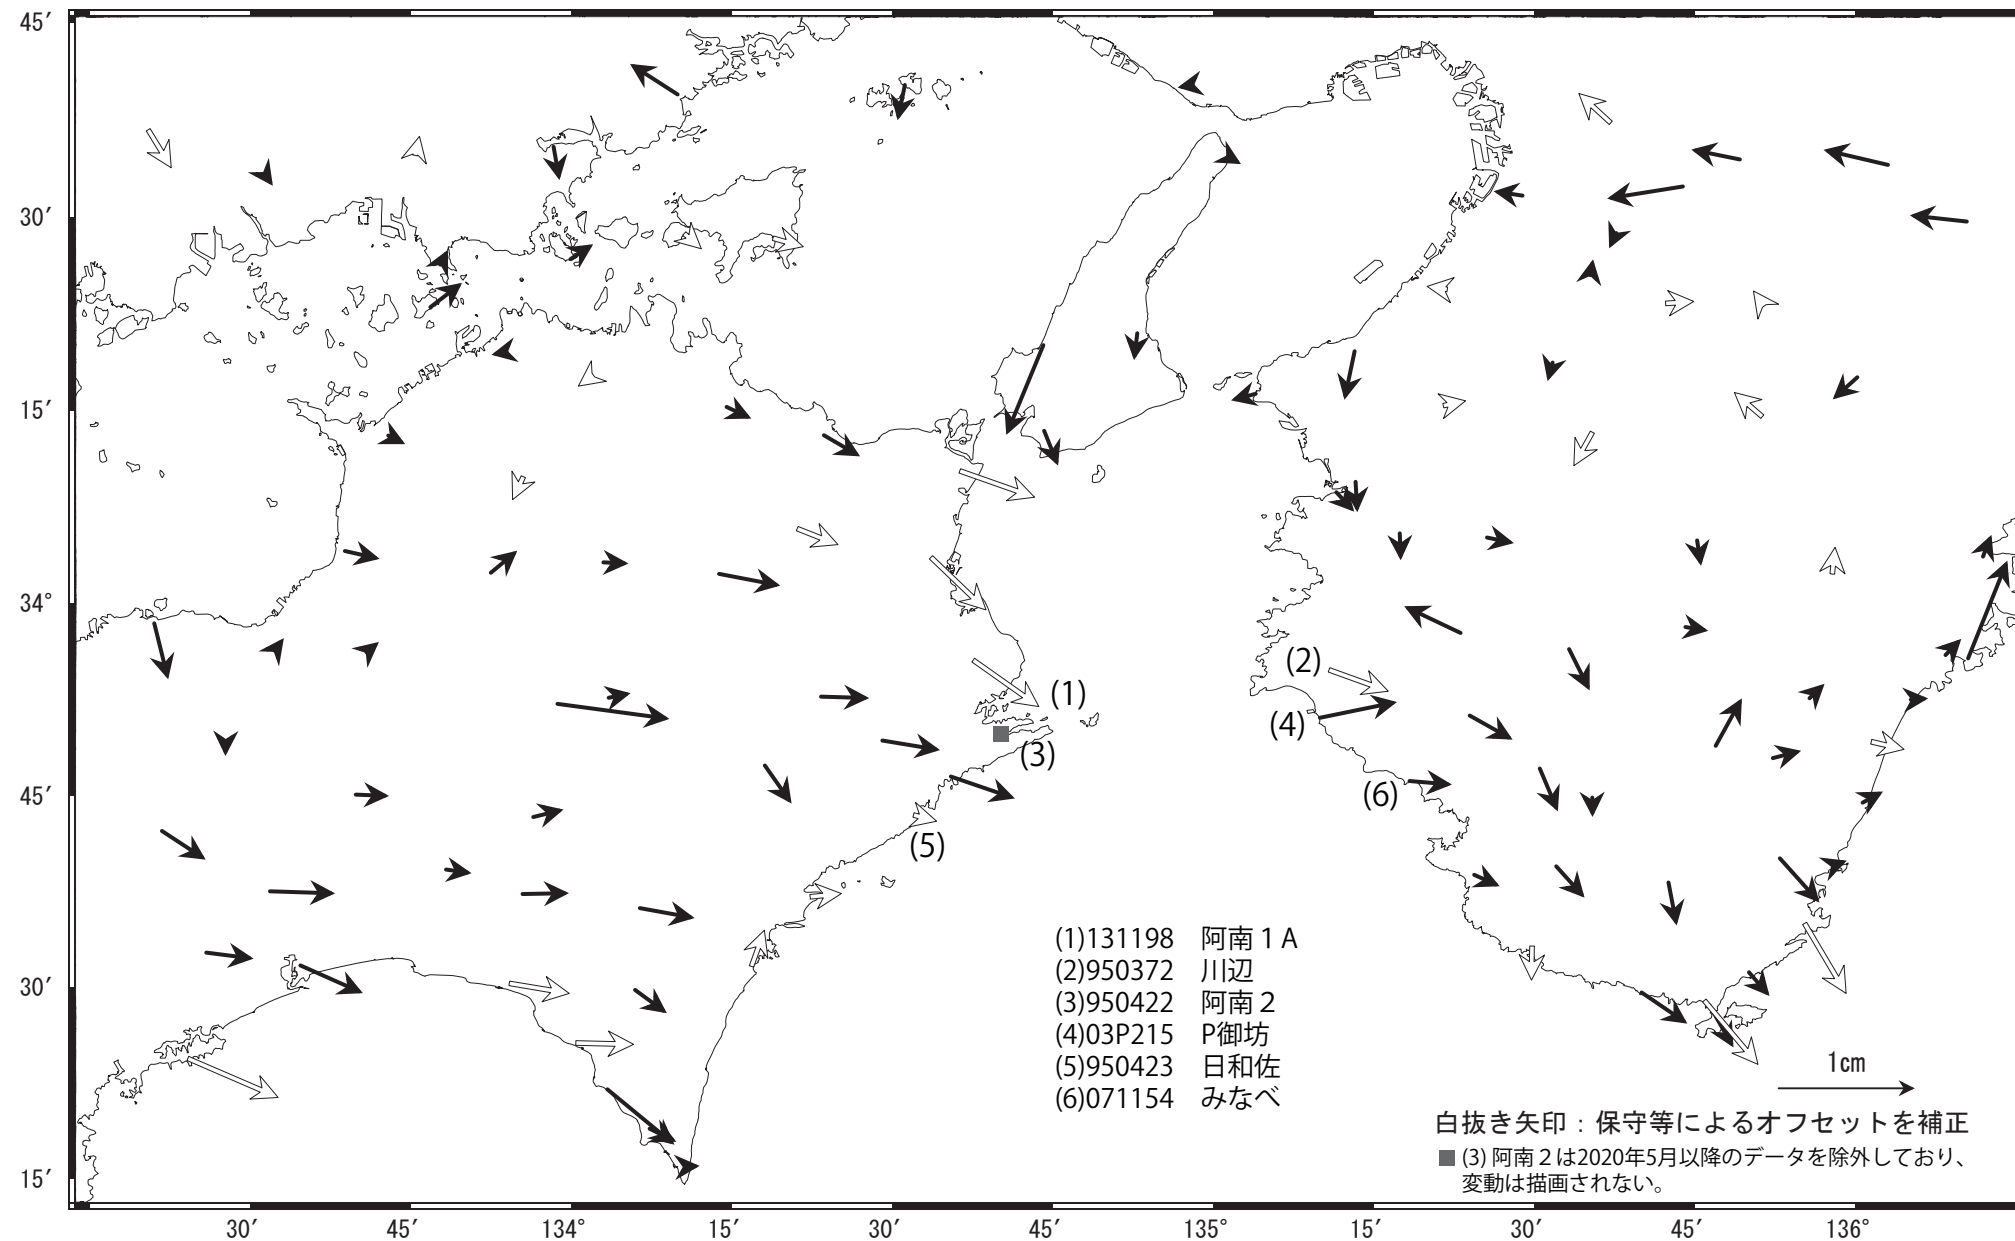 45′
30′
15′
34°
45′
30′
15′
(1)
(2)
(3)
(4)
(5)
(6)
(1)131198 阿南１A
(2)950372 川辺
(3)950422 阿南２
(4)03P215 P御坊
(5)950423 日和佐
(6)071154 みなべ
1cm
白抜き矢印：保守等によるオフセットを補正
(3) 阿南２は2020年5月以降のデータを除外しており、
変動は描画されない。
30′ 45′ 134° 15′ 30′ 45′ 135° 15′ 30′ 45′ 136°